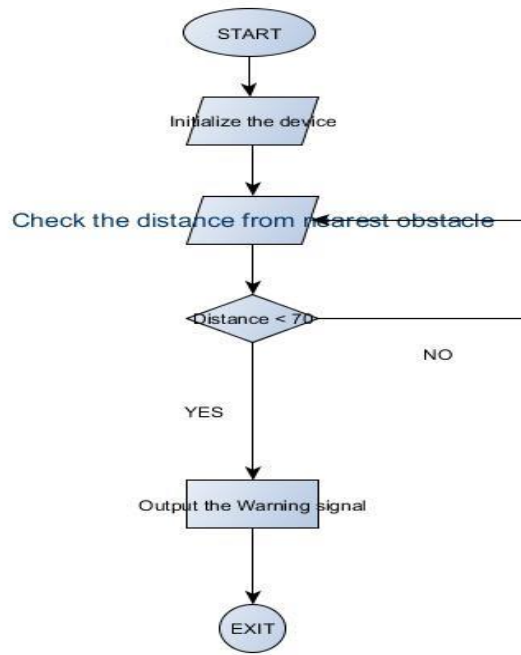 START
Initialize the device
Check the distance from nearest obstacle
Distance < 70
NO
YES
Output the Warning signal
EXIT